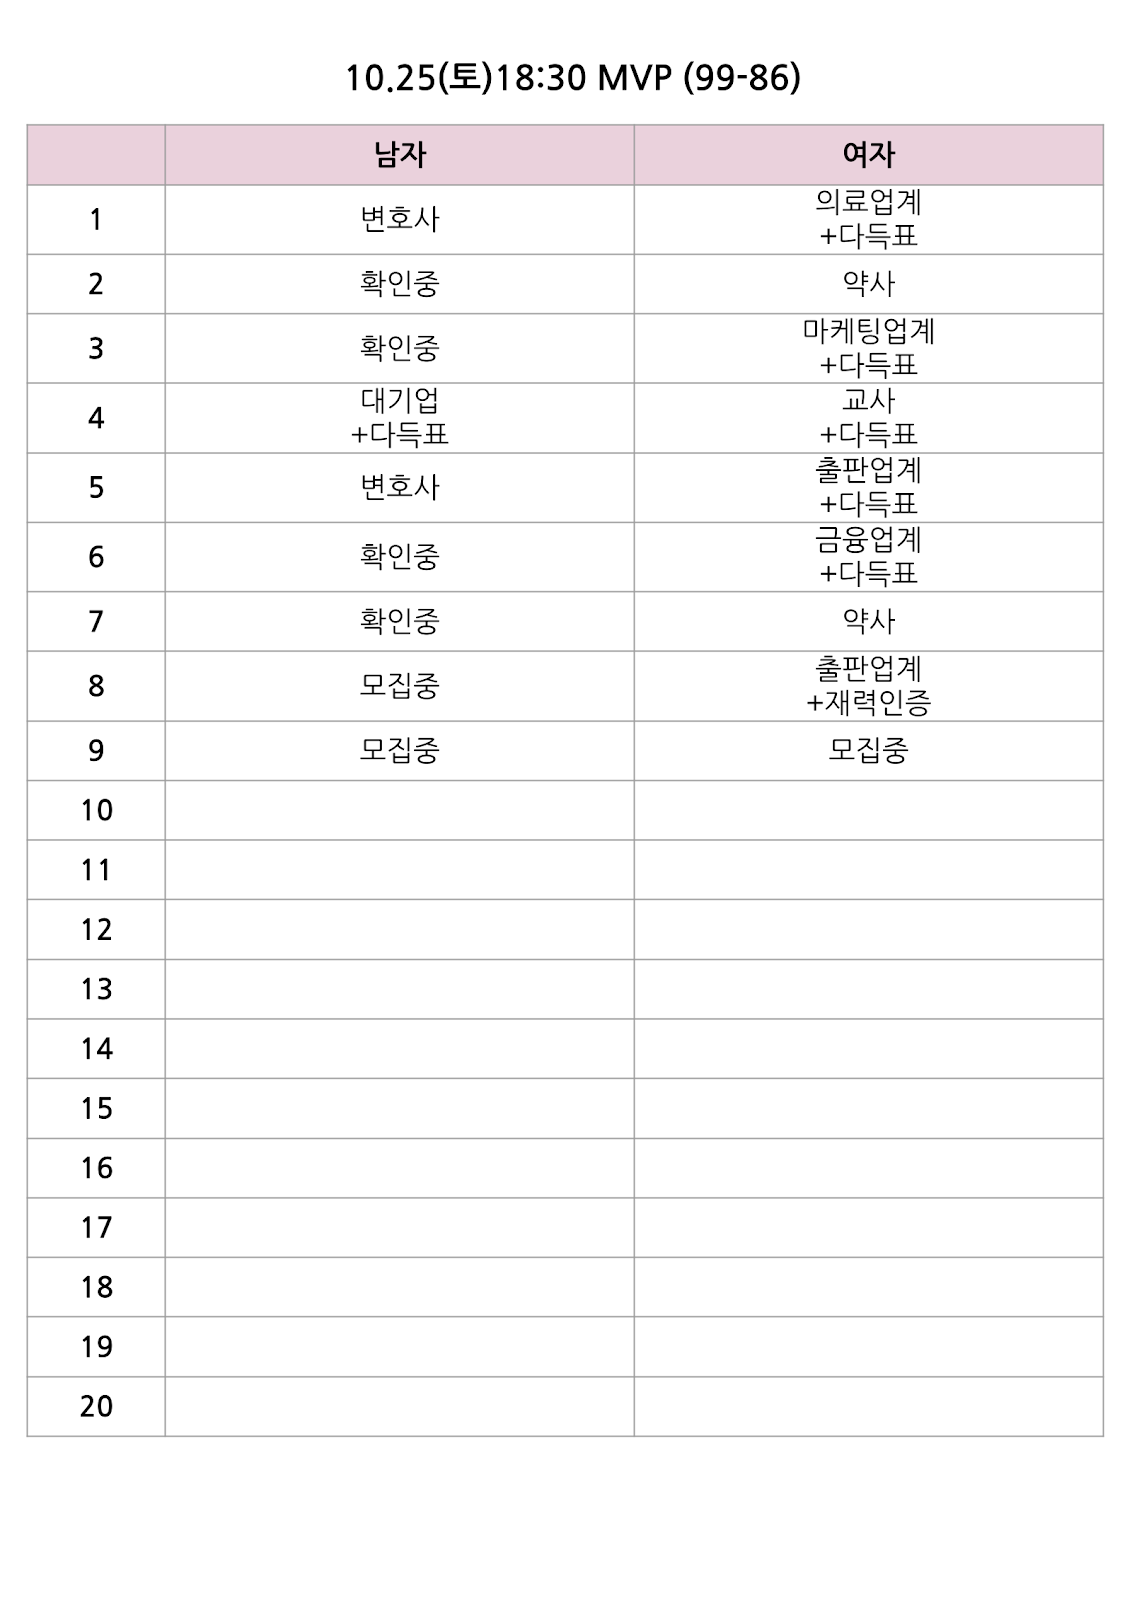 10.25(토)18:30 MVP (99-86)
남자 여자
1 변호사 의료업계
+다득표
2 확인중 약사
3 확인중 마케팅업계
+다득표
4 대기업 교사
+다득표 +다득표
5 변호사 출판업계
+다득표
6 확인중 금융업계
+다득표
7 확인중 약사
8 모집중 출판업계
+재력인증
9 모집중 모집중
10
11
12
13
14
15
16
17
18
19
20